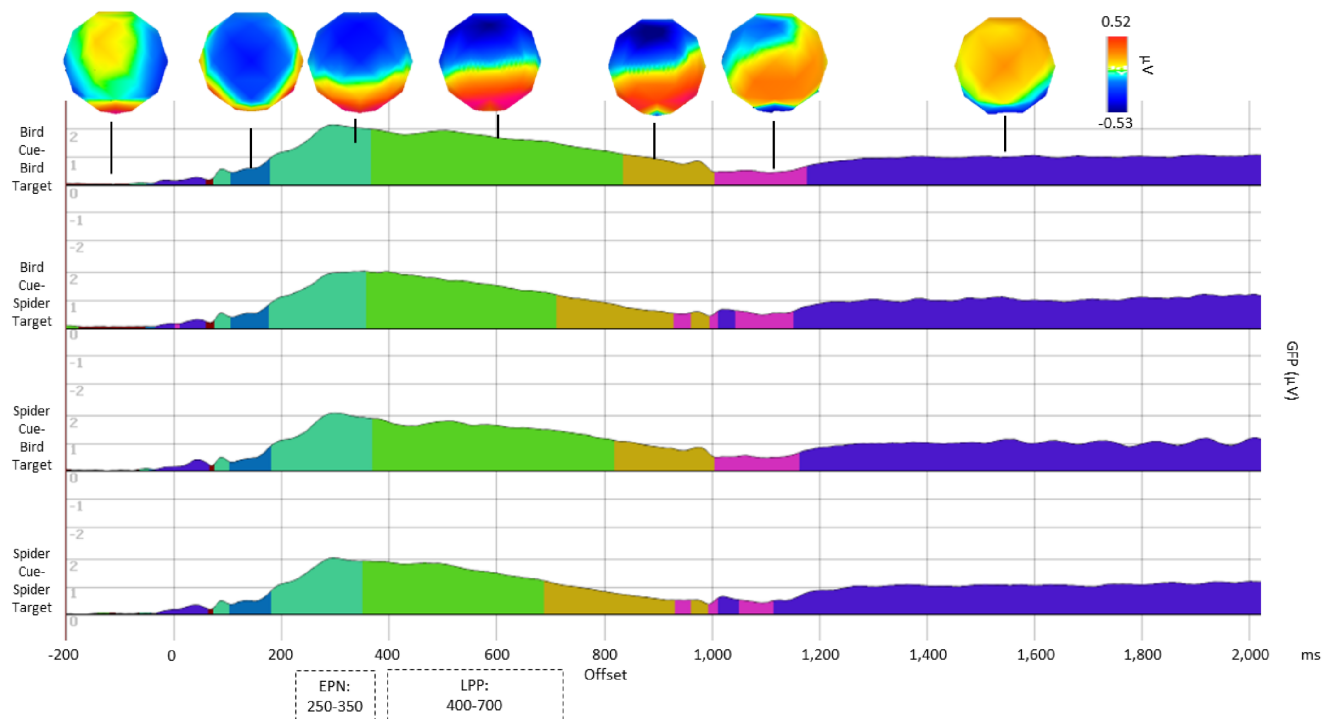 0.52
μV
-0.53
Bird
Cue-
Bird
Target
2
1
0
-1
-2
Bird
Cue-
Spider
Target
2
1
0
-1
-2
Spider
Cue-
Bird
Target
2
1
0
-1
-2
Spider
Cue-
Spider
Target
2
1
0
GFP (μV)
-200 0 200 400 600 800 1,000 1,200 1,400 1,600 1,800 2,000 ms
Offset
EPN:
250-350
LPP:
400-700